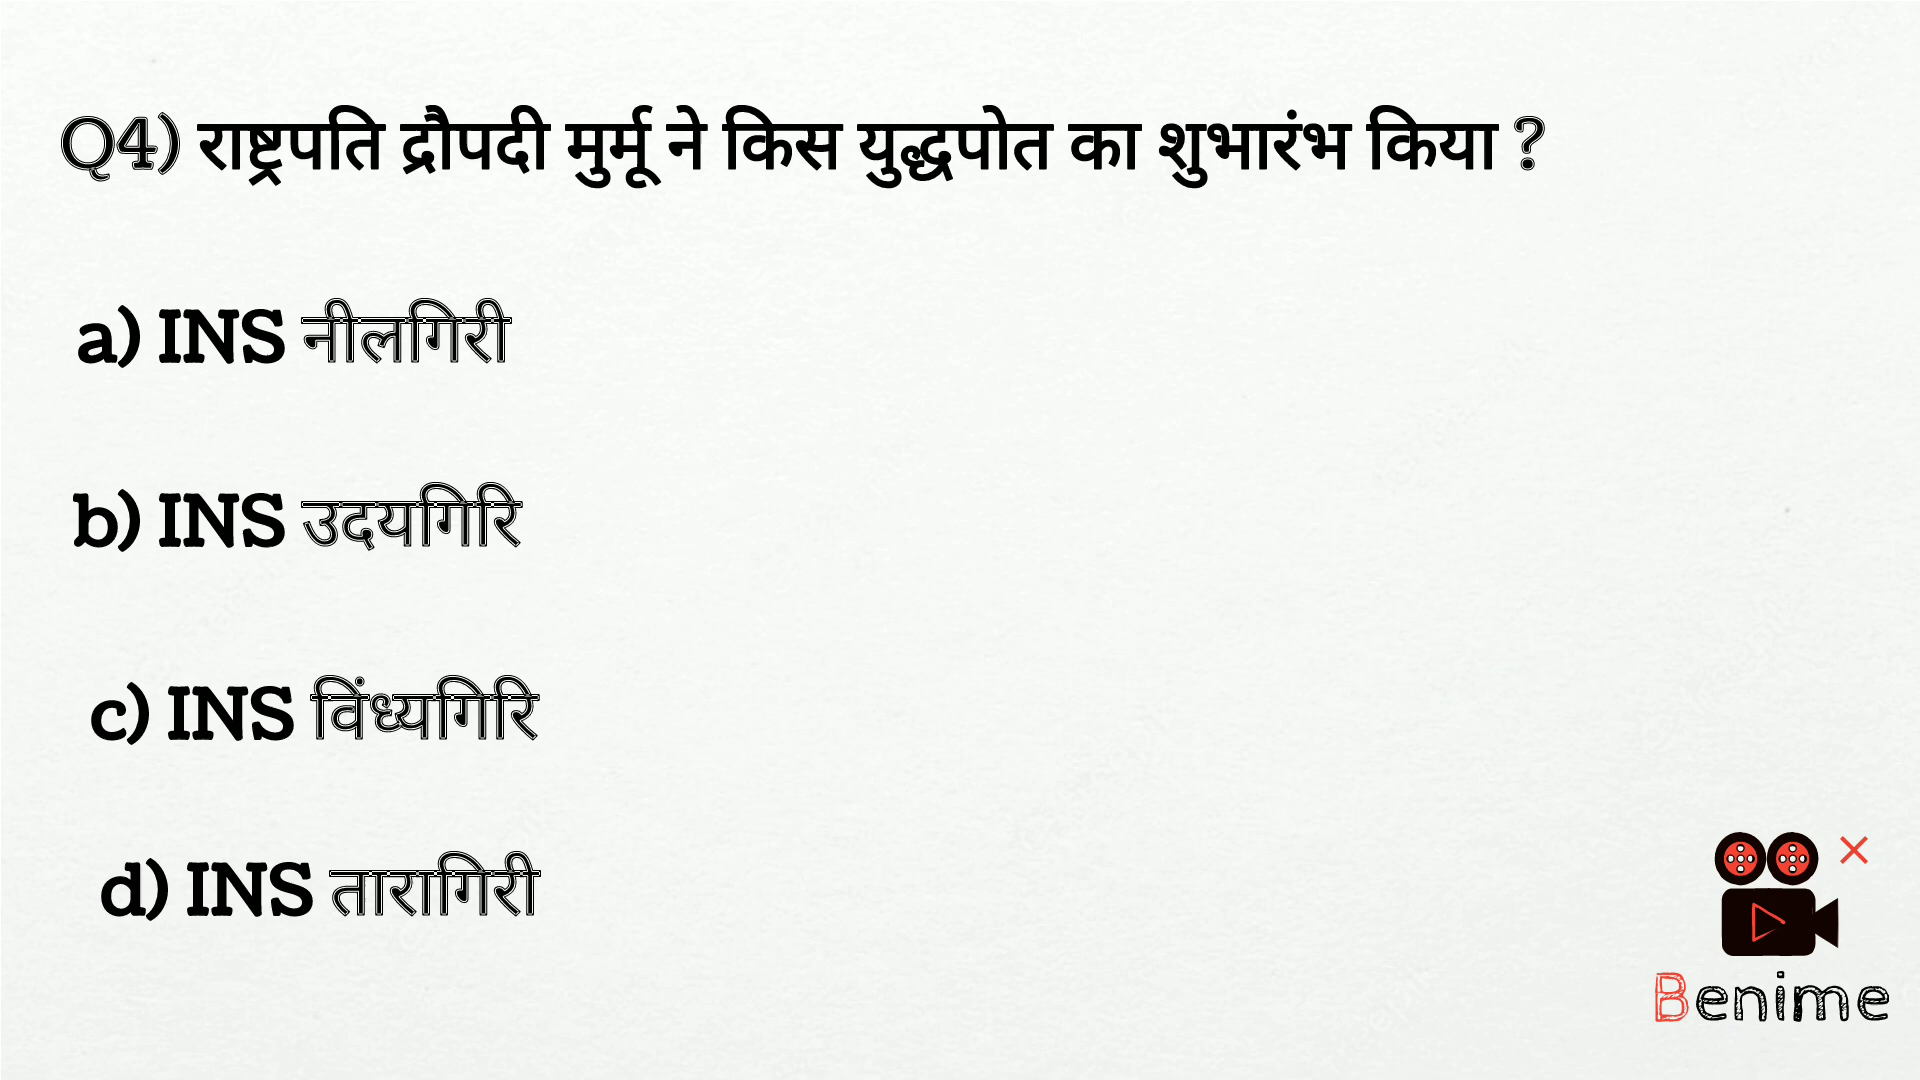 Q4) राष्ट्रपति द्रौपदी मुर्मू ने किस युद्धपोत का शुभारंभ किया ?
a) INS नीलगिरी
b) INS उदयगिरि
c) INS विंध्यगिरि
d) INS तारागिरी
Benime